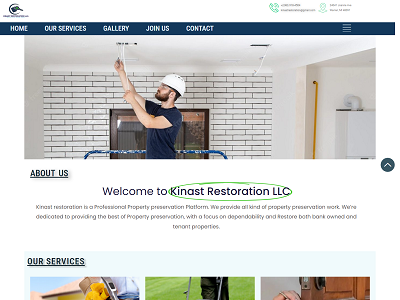 HOME OUR SERVICES GALLERY JOIN US CONTACT
ABOUT US
Welcome to Kinast Restoration LLC
Kinast restoration is a Professional Property preservation Platform. We provide all kind of property preservation work. We're
dedicated to providing the best of Property preservation, with a focus on dependability and Restore both bank owned and
tenant properties.
OUR SERVICES